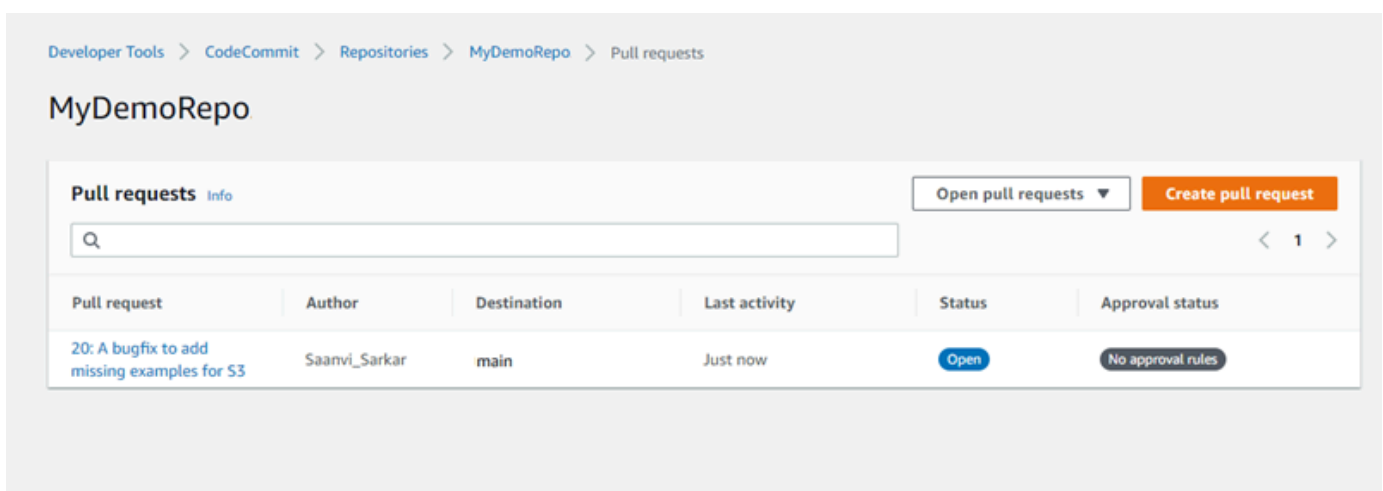 Developer Tools > CodeCommit > Repositories > MyDemoRepo > Pull requests
MyDemoRepo
Pull requests Info
Open pull requests ▼
Create pull request
< 1 >
Pull request Author Destination Last activity Status Approval status
20: A bugfix to add
missing examples for S3
Saanvi_Sarkar main Just now Open No approval rules